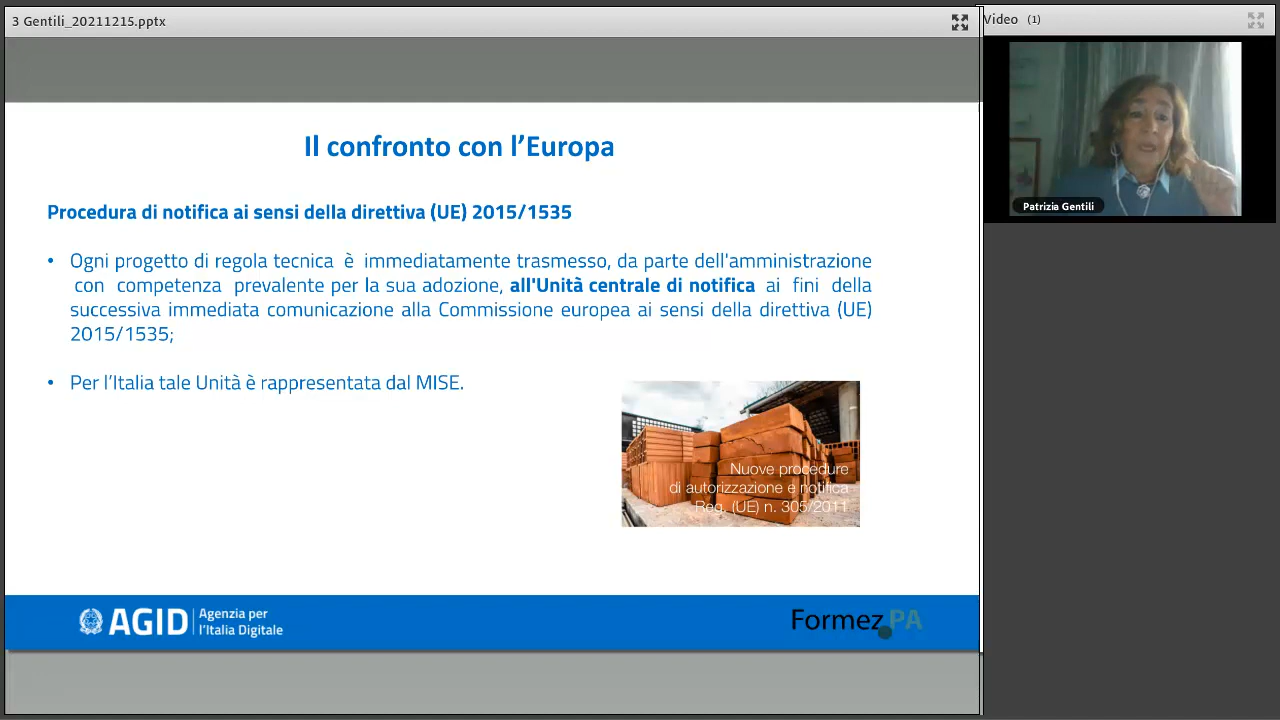 3 Gentili_20211215.pptx
Video (1)
Patrizia Gentili
Il confronto con l’Europa
Procedura di notifica ai sensi della direttiva (UE) 2015/1535
• Ogni progetto di regola tecnica è immediatamente trasmesso, da parte dell'amministrazione
con competenza prevalente per la sua adozione, all'Unità centrale di notifica ai fini della
successiva immediata comunicazione alla Commissione europea ai sensi della direttiva (UE)
2015/1535;
• Per l’Italia tale Unità è rappresentata dal MISE.
Nuove procedure
di autorizzazione e notifica
Reg. (UE) n. 305/2011
AGID
Agenzia per
l’Italia Digitale
Formez PA